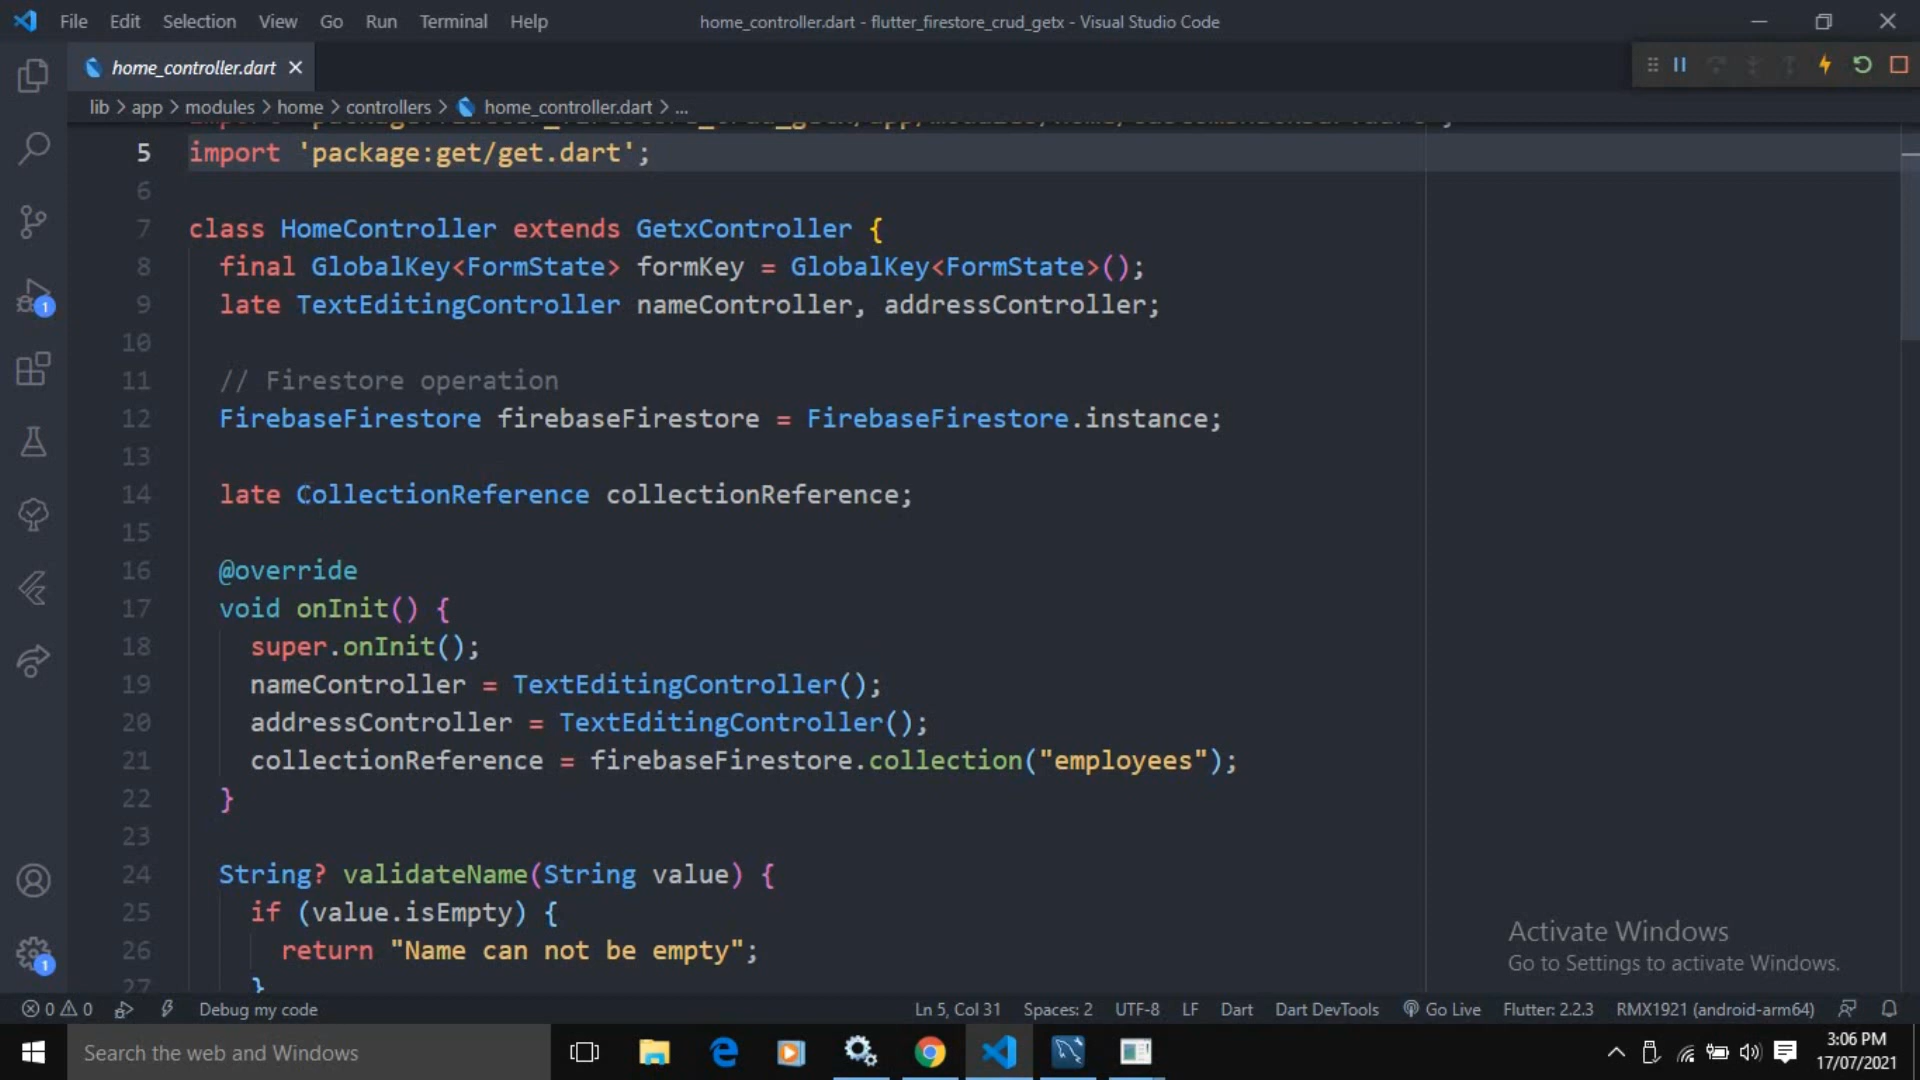 File Edit Selection View Go Run Terminal Help
home_controller.dart - flutter_firestore_crud_getx - Visual Studio Code
home_controller.dart
lib > app > modules > home > controllers > home_controller.dart > ...
5 import 'package:get/get.dart';
6
7 class HomeController extends GetxController {
8 final GlobalKey<FormState> formKey = GlobalKey<FormState>();
9 late TextEditingController nameController, addressController;
10
11 // Firestore operation
12 FirebaseFirestore firebaseFirestore = FirebaseFirestore.instance;
13
14 late CollectionReference collectionReference;
15
16 @override
17 void onInit() {
18 super.onInit();
19 nameController = TextEditingController();
20 addressController = TextEditingController();
21 collectionReference = firebaseFirestore.collection("employees");
22 }
23
24 String? validateName(String value) {
25 if (value.isEmpty) {
26 return "Name can not be empty";
27 }
1
1
Activate Windows
Go to Settings to activate Windows.
0 0 Debug my code Ln 5, Col 31 Spaces: 2 UTF-8 LF Dart Dart DevTools Go Live Flutter: 2.2.3 RMX1921 (android-arm64)
Search the web and Windows
3:06 PM
17/07/2021